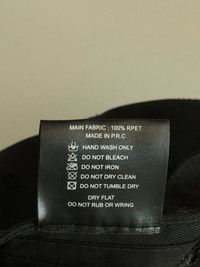 MAIN FABRIC : 100% RPET
MADE IN P.R.C
HAND WASH ONLY
DO NOT BLEACH
DO NOT IRON
DO NOT DRY CLEAN
DO NOT TUMBLE DRY
DRY FLAT
DO NOT RUB OR WRING